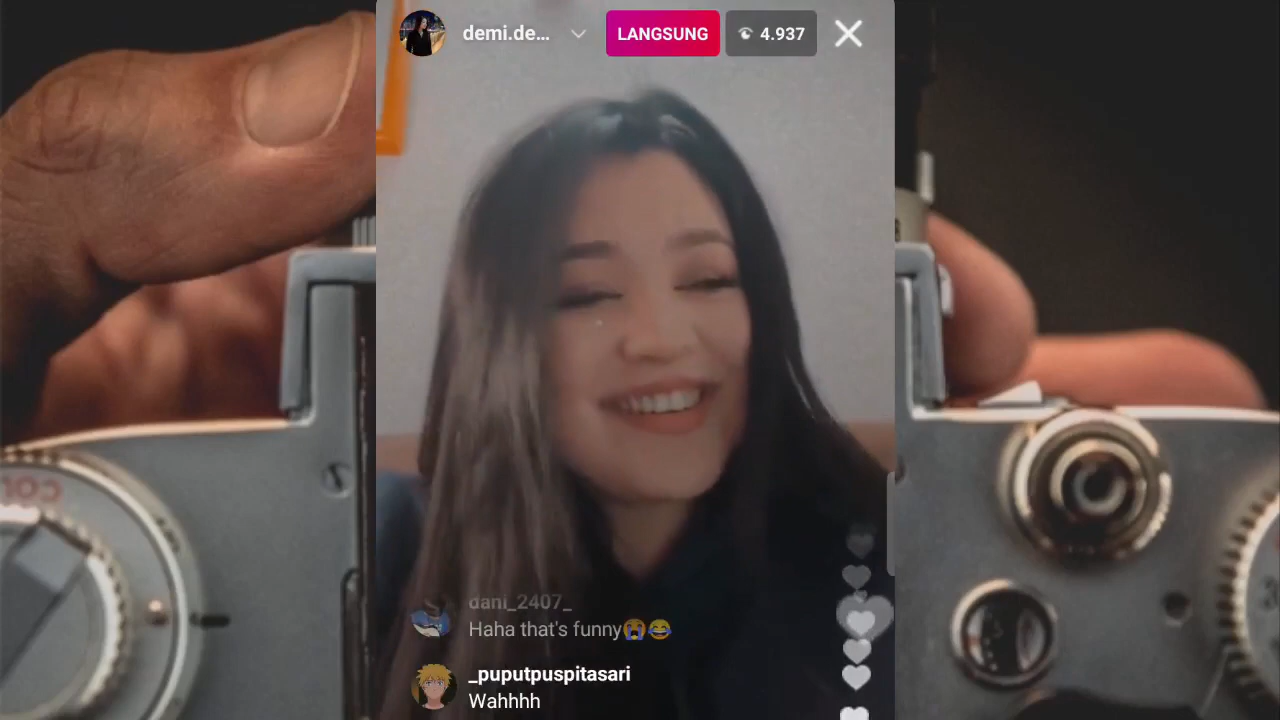 demi.de...
LANGSUNG
4.937
dani_2407_
Haha that's funny😭😂
_puputpuspitasari
Wahhhh